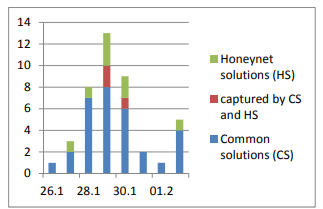 14
12
10
8
6
4
2
0
26.1 28.1 30.1 01.2
Honeynet
solutions (HS)
captured by CS
and HS
Common
solutions (CS)